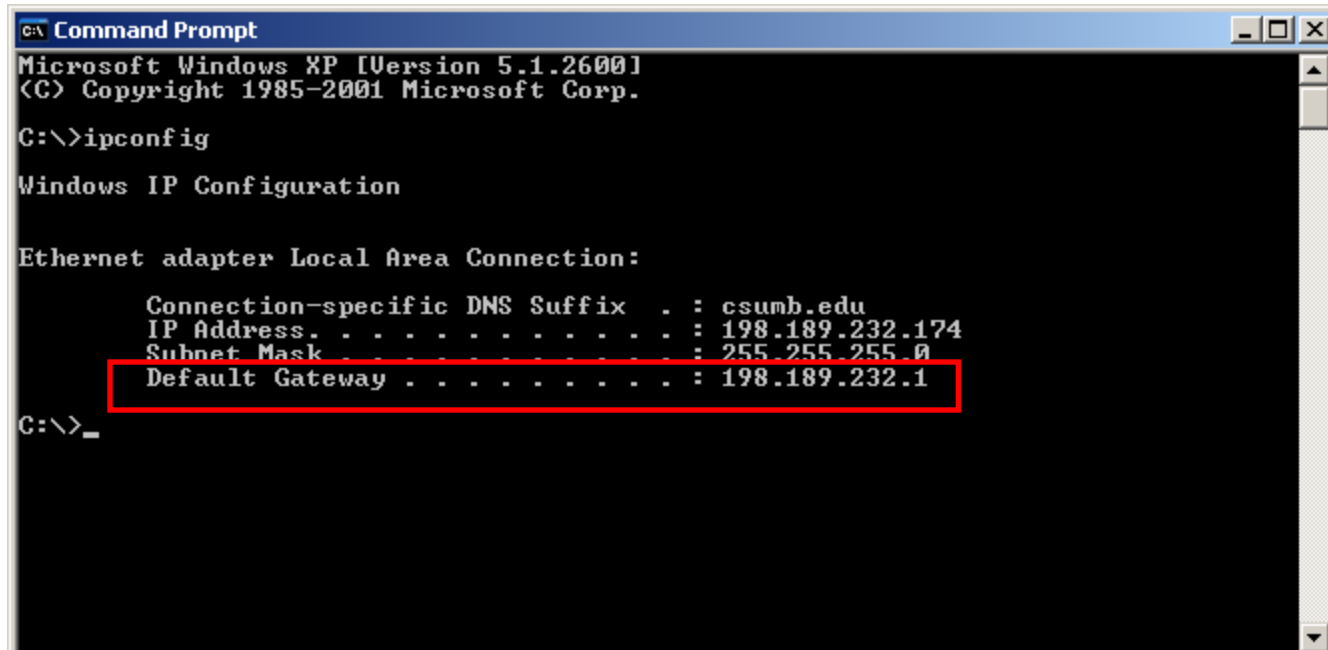 Command Prompt
Microsoft Windows XP [Version 5.1.2600]
(C) Copyright 1985-2001 Microsoft Corp.
C:\>ipconfig
Windows IP Configuration
Ethernet adapter Local Area Connection:
Connection-specific DNS Suffix  . : csumb.edu
IP Address. . . . . . . . . . . . : 198.189.232.174
Subnet Mask . . . . . . . . . . . : 255.255.255.0
Default Gateway . . . . . . . . . : 198.189.232.1
C:\>_